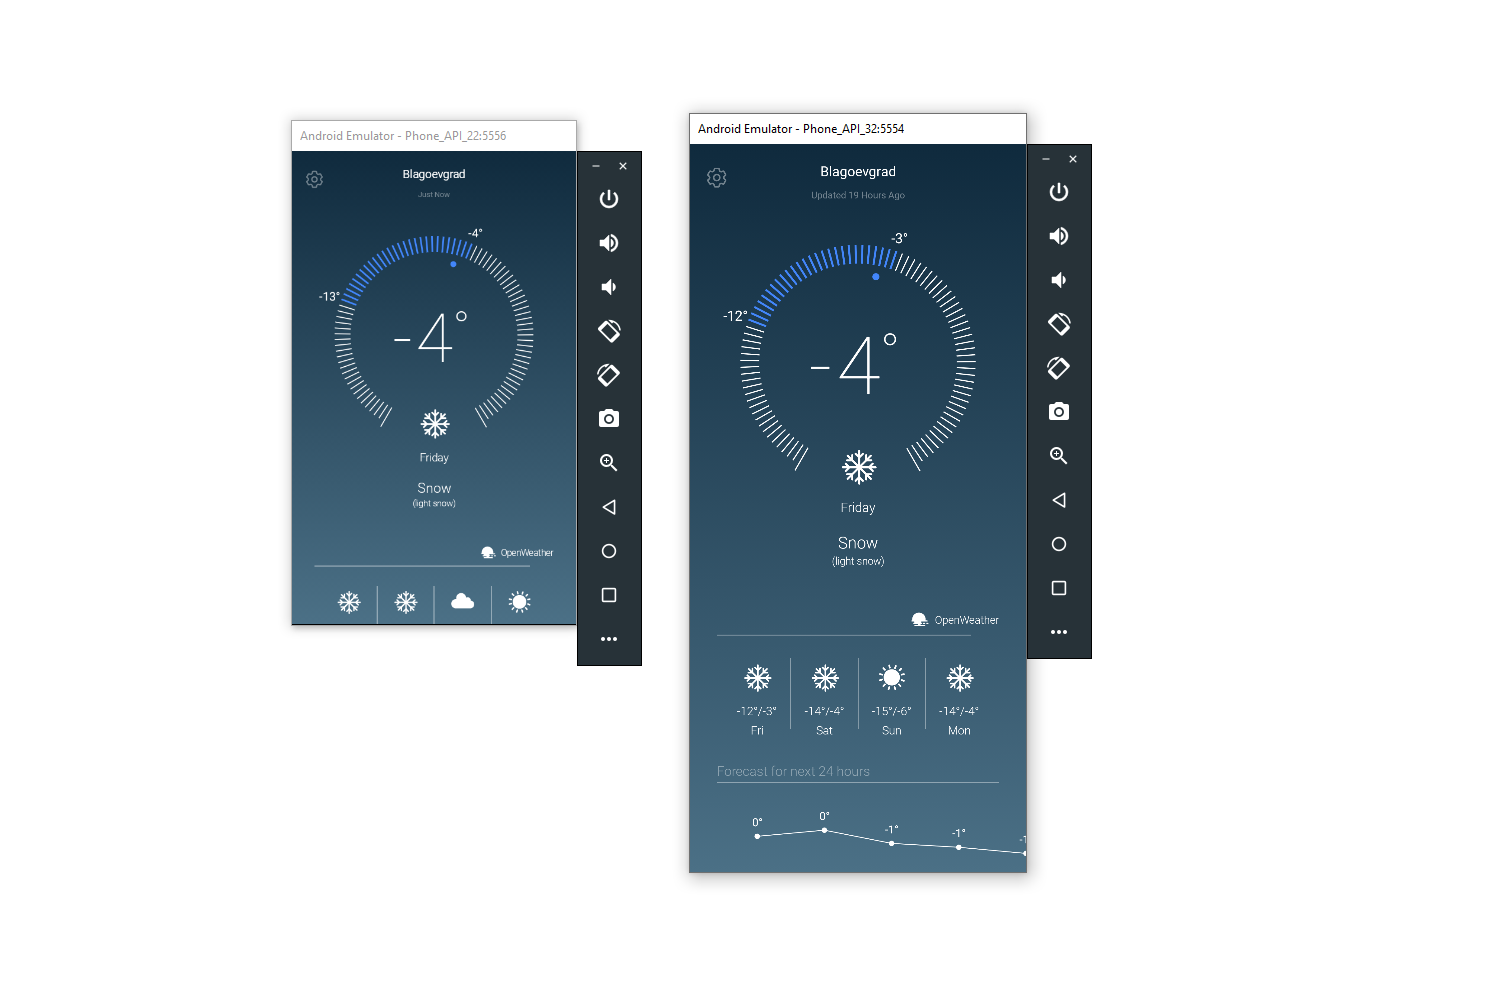 Android Emulator - Phone_API_22:5556
Blagoevgrad
Just Now
-4°
-13°
-4°
Friday
Snow
(light snow)
OpenWeather
Android Emulator - Phone_API_32:5554
Blagoevgrad
Updated 19 Hours Ago
-3°
-12°
-4°
Friday
Snow
(light snow)
OpenWeather
-12°/-3° -14°/-4° -15°/-6° -14°/-4°
Fri Sat Sun Mon
Forecast for next 24 hours
0° 0° -1° -1°